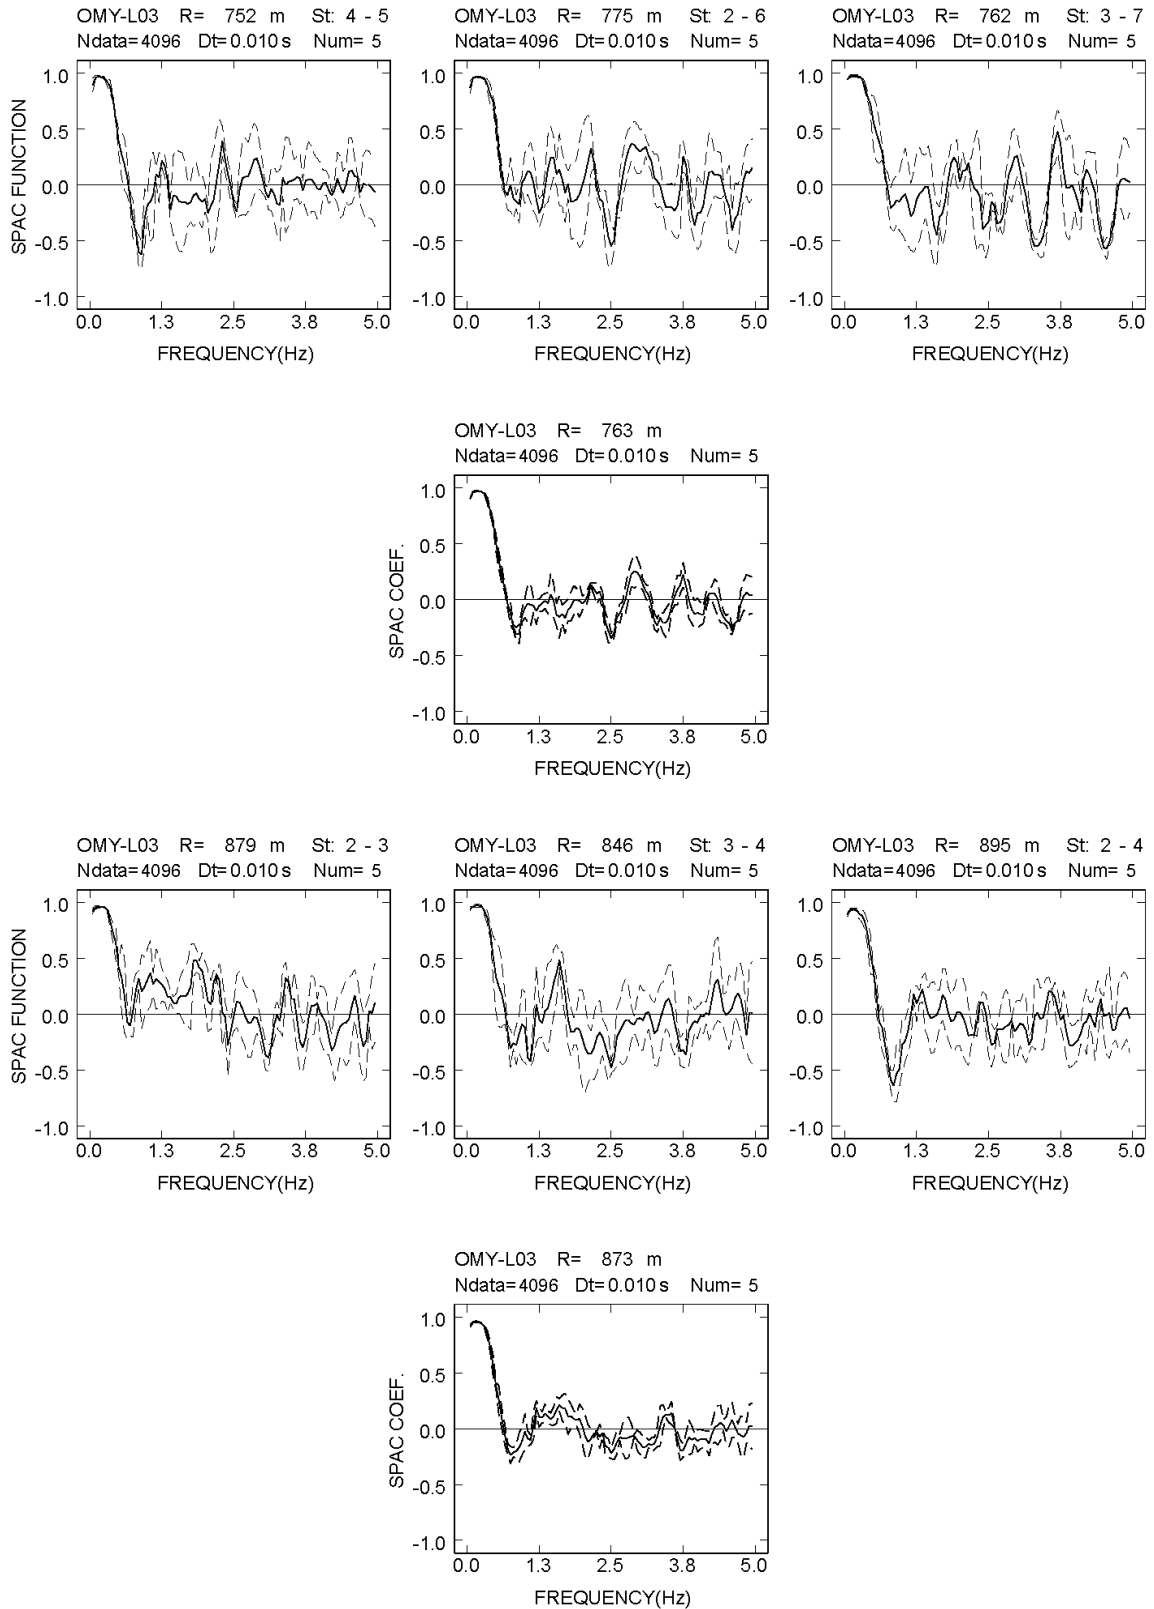 OMY-L03 R= 752 m St: 4 - 5
Ndata=4096 Dt=0.010 s Num= 5
1.0
0.5
0.0
-0.5
-1.0
SPAC FUNCTION
0.0 1.3 2.5 3.8 5.0
FREQUENCY(Hz)
OMY-L03 R= 775 m St: 2 - 6
Ndata=4096 Dt=0.010 s Num= 5
1.0
0.5
0.0
-0.5
-1.0
0.0 1.3 2.5 3.8 5.0
FREQUENCY(Hz)
OMY-L03 R= 762 m St: 3 - 7
Ndata=4096 Dt=0.010 s Num= 5
1.0
0.5
0.0
-0.5
-1.0
0.0 1.3 2.5 3.8 5.0
FREQUENCY(Hz)
OMY-L03 R= 763 m
Ndata=4096 Dt=0.010 s Num= 5
1.0
0.5
0.0
-0.5
-1.0
SPAC COEF.
0.0 1.3 2.5 3.8 5.0
FREQUENCY(Hz)
OMY-L03 R= 879 m St: 2 - 3
Ndata=4096 Dt=0.010 s Num= 5
1.0
0.5
0.0
-0.5
-1.0
SPAC FUNCTION
0.0 1.3 2.5 3.8 5.0
FREQUENCY(Hz)
OMY-L03 R= 846 m St: 3 - 4
Ndata=4096 Dt=0.010 s Num= 5
1.0
0.5
0.0
-0.5
-1.0
0.0 1.3 2.5 3.8 5.0
FREQUENCY(Hz)
OMY-L03 R= 895 m St: 2 - 4
Ndata=4096 Dt=0.010 s Num= 5
1.0
0.5
0.0
-0.5
-1.0
0.0 1.3 2.5 3.8 5.0
FREQUENCY(Hz)
OMY-L03 R= 873 m
Ndata=4096 Dt=0.010 s Num= 5
1.0
0.5
0.0
-0.5
-1.0
SPAC COEF.
0.0 1.3 2.5 3.8 5.0
FREQUENCY(Hz)